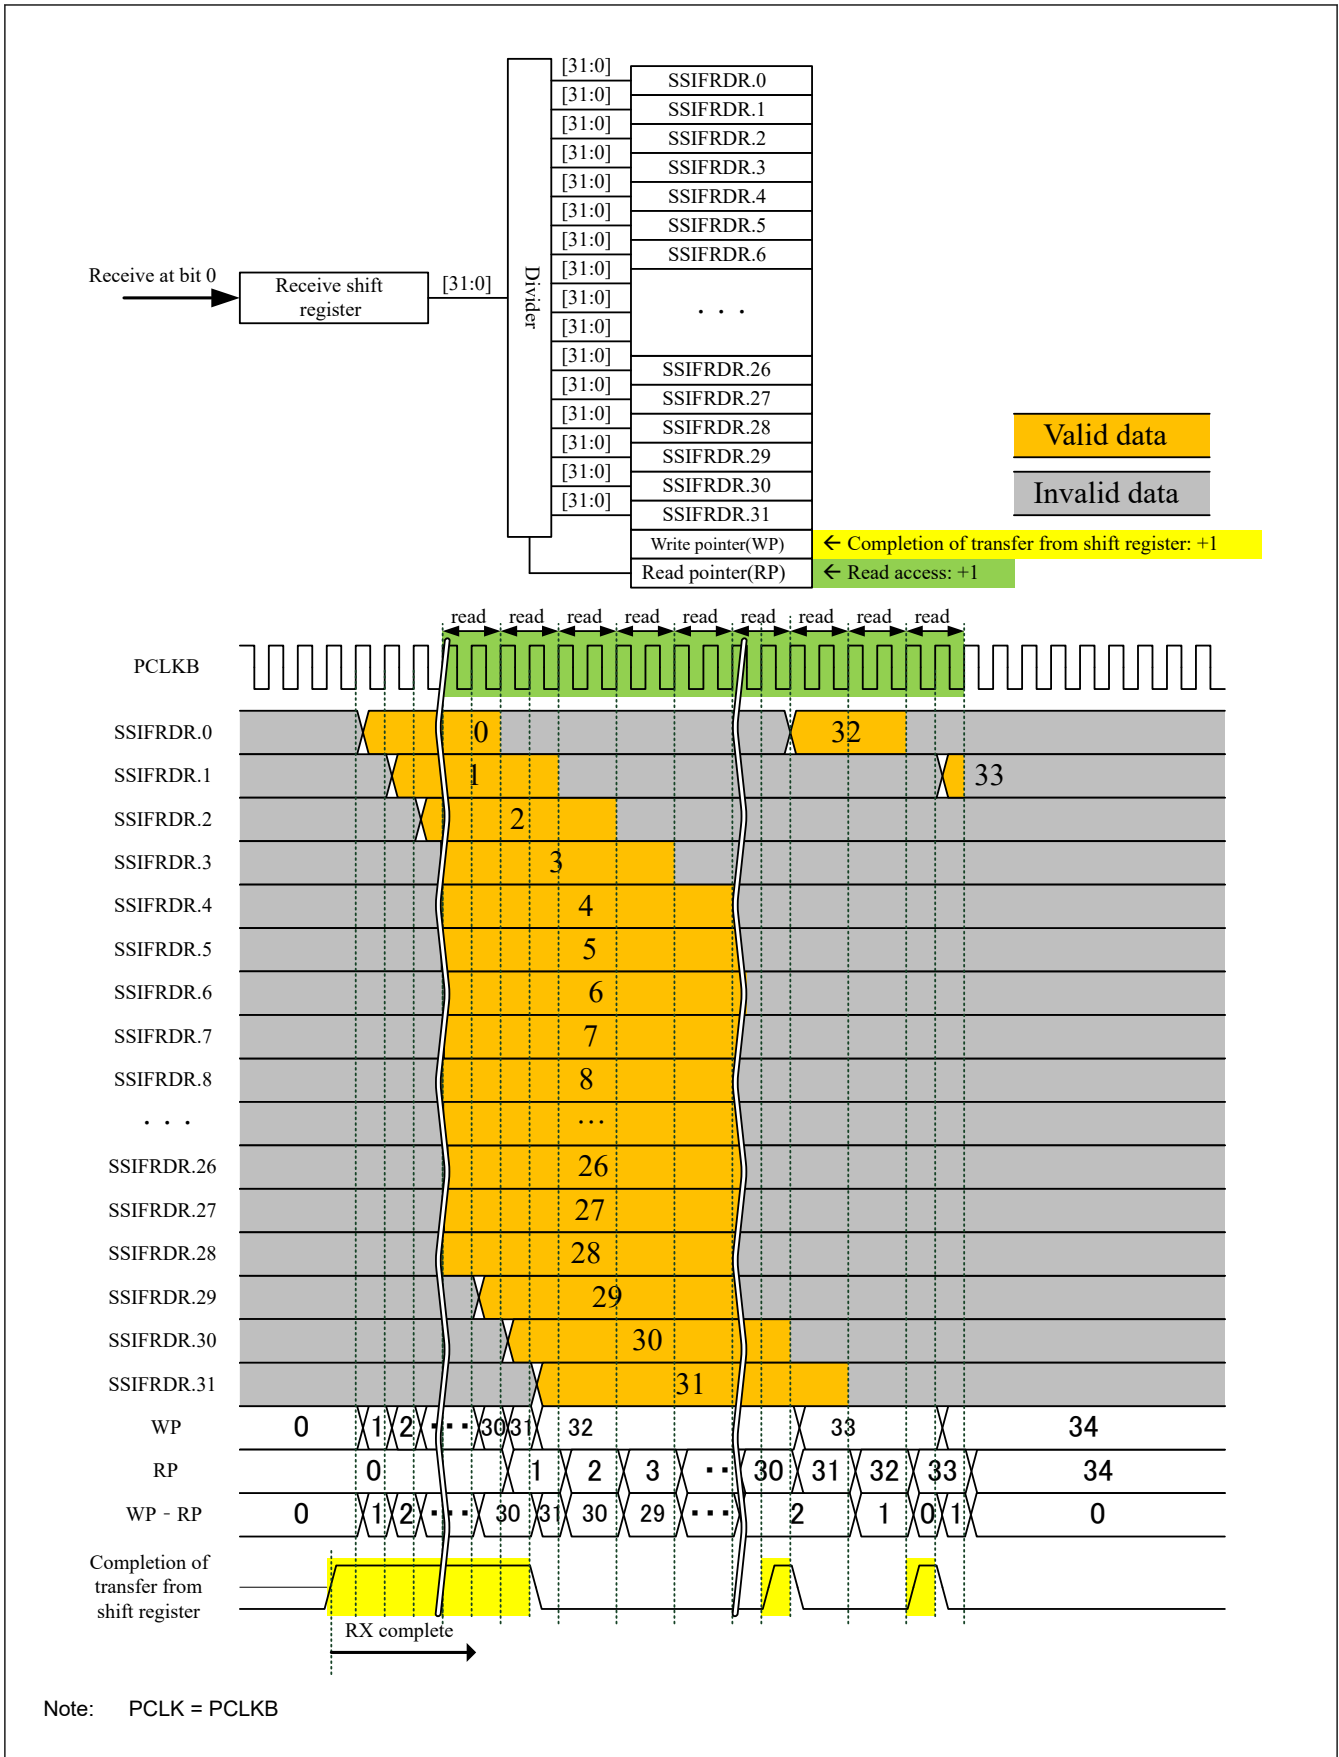 [31:0]
SSIFRDR.0
[31:0]
SSIFRDR.1
[31:0]
SSIFRDR.2
[31:0]
SSIFRDR.3
[31:0]
SSIFRDR.4
[31:0]
SSIFRDR.5
[31:0]
SSIFRDR.6
[31:0]
[31:0]
[31:0]
. . .
[31:0]
SSIFRDR.26
[31:0]
SSIFRDR.27
[31:0]
SSIFRDR.28
[31:0]
SSIFRDR.29
[31:0]
SSIFRDR.30
[31:0]
SSIFRDR.31
Receive at bit 0
Receive shift
register
[31:0]
Divider
Valid data
Invalid data
Write pointer(WP)
← Completion of transfer from shift register: +1
Read pointer(RP)
← Read access: +1
read read read read read read read read read
PCLKB
SSIFRDR.0 0 32
SSIFRDR.1 1 33
SSIFRDR.2 2
SSIFRDR.3 3
SSIFRDR.4 4
SSIFRDR.5 5
SSIFRDR.6 6
SSIFRDR.7 7
SSIFRDR.8 8
. . . ...
SSIFRDR.26 26
SSIFRDR.27 27
SSIFRDR.28 28
SSIFRDR.29 29
SSIFRDR.30 30
SSIFRDR.31 31
WP 0 1 2 ... 30 31 32 33 34
RP 0 1 2 3 .. 30 31 32 33 34
WP - RP 0 1 2 ... 30 31 30 29 ... 2 1 0 1 0
Completion of
transfer from
shift register
RX complete
Note: PCLK = PCLKB